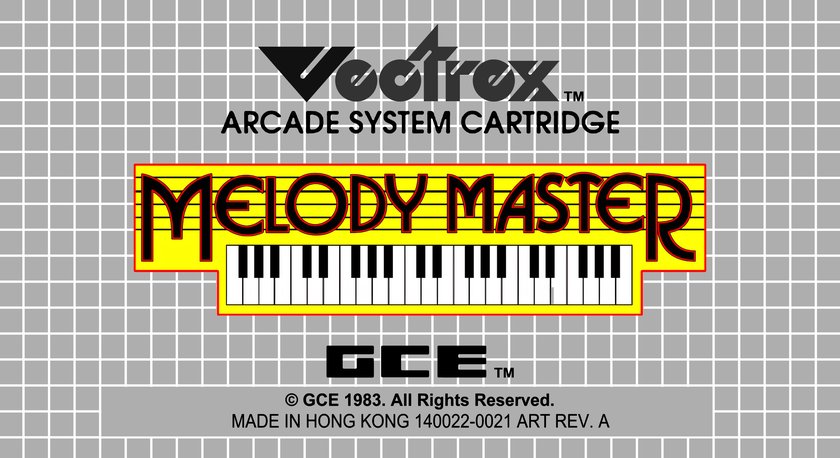 Vectrex™
ARCADE SYSTEM CARTRIDGE
MELODY MASTER
GCE™
© GCE 1983. All Rights Reserved.
MADE IN HONG KONG 140022-0021 ART REV. A